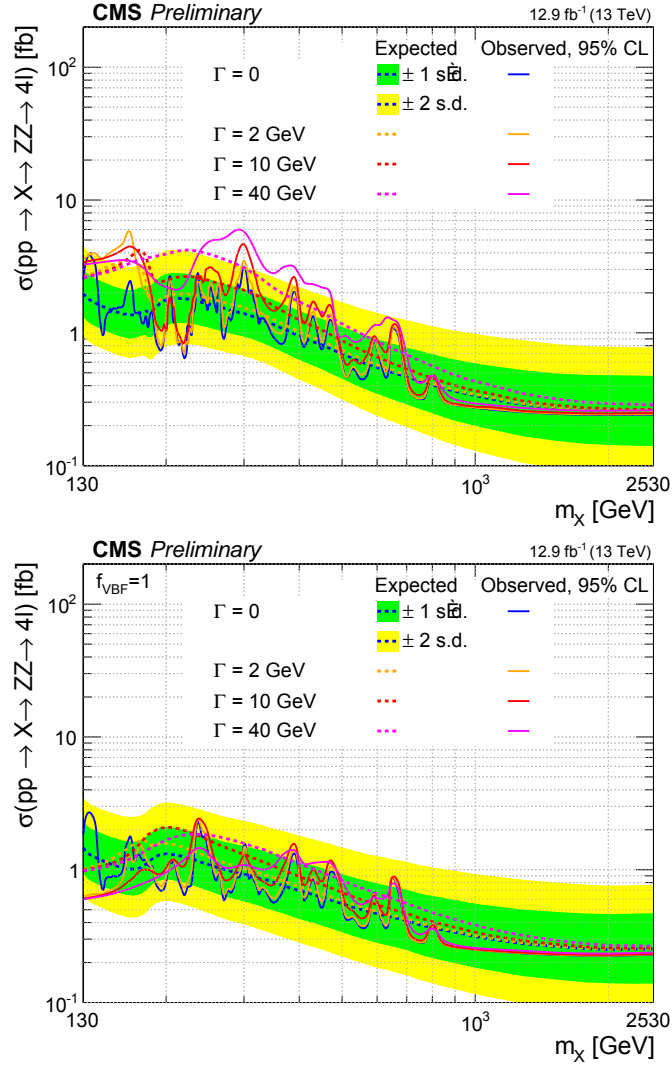 CMS Preliminary 12.9 fb-1 (13 TeV)
σ(pp → X → ZZ → 4l) [fb]
Expected Observed, 95% CL
Γ = 0 ± 1 s.d.
± 2 s.d.
Γ = 2 GeV
Γ = 10 GeV
Γ = 40 GeV
10²
10
1
10⁻¹
130 10³ 2530
mX [GeV]
CMS Preliminary 12.9 fb-1 (13 TeV)
σ(pp → X → ZZ → 4l) [fb]
fVBF=1
Expected Observed, 95% CL
Γ = 0 ± 1 s.d.
± 2 s.d.
Γ = 2 GeV
Γ = 10 GeV
Γ = 40 GeV
10²
10
1
10⁻¹
130 10³ 2530
mX [GeV]